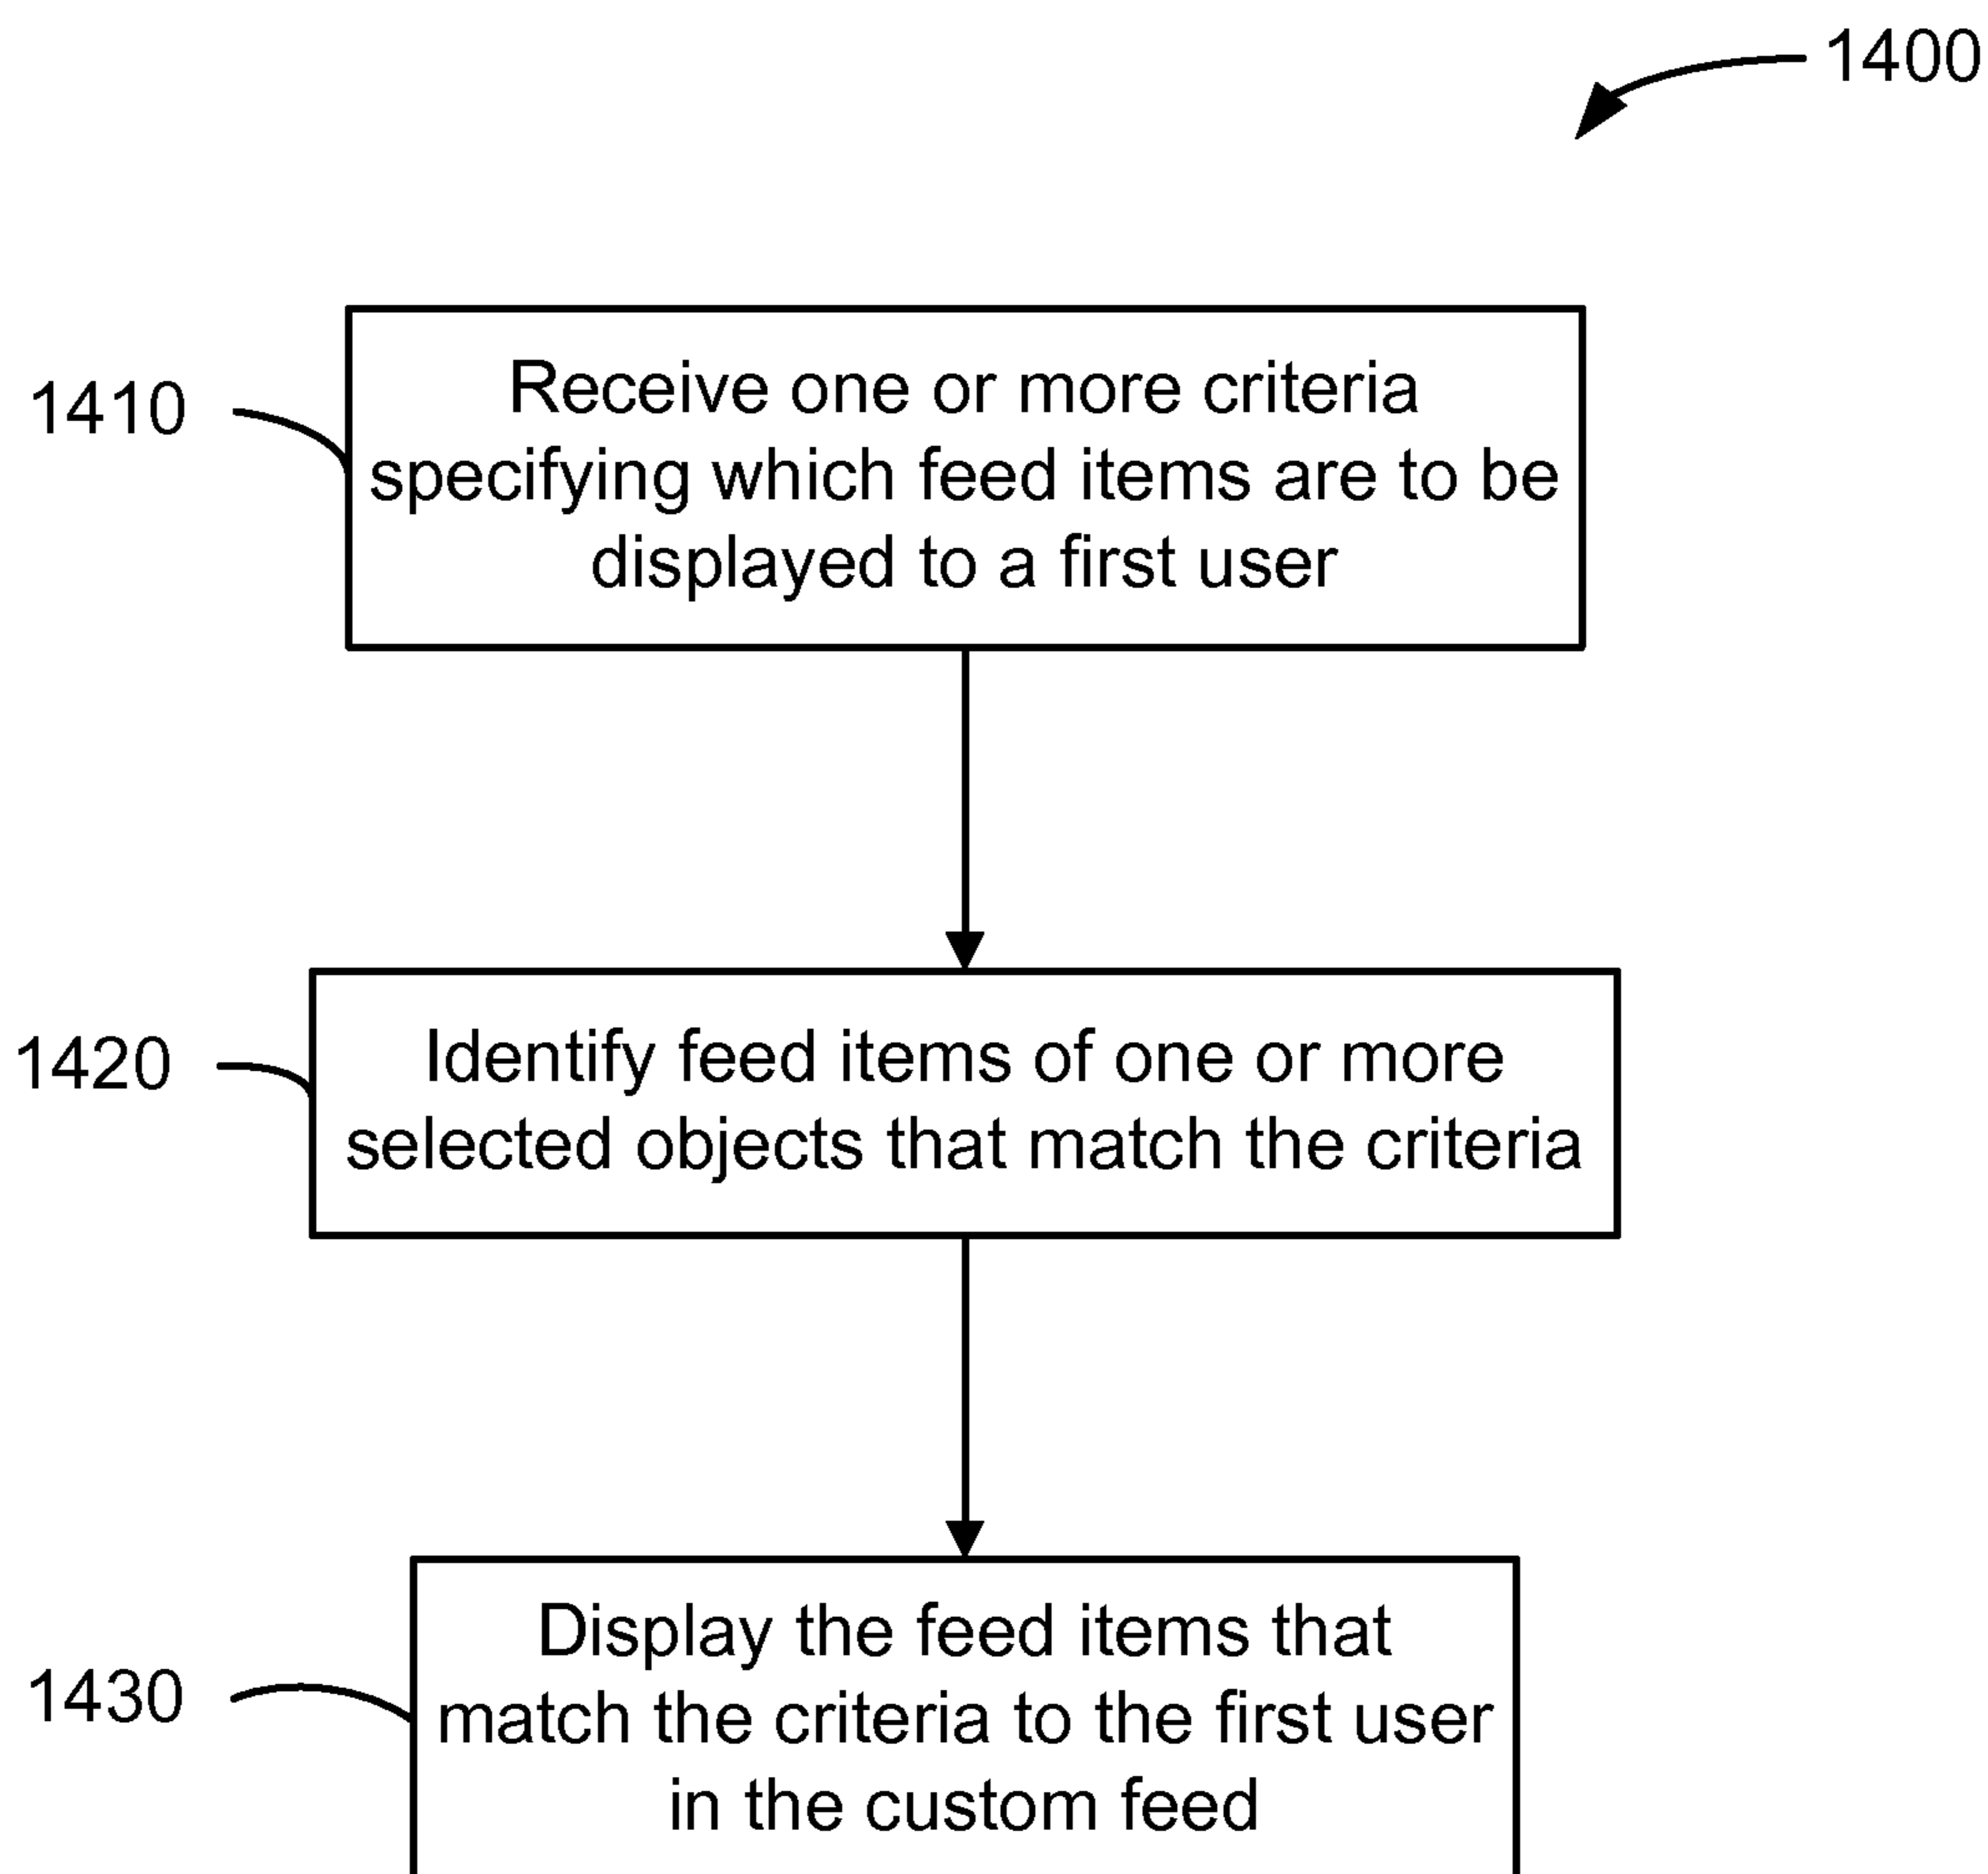 1400
1410
Receive one or more criteria
specifying which feed items are to be
displayed to a first user
1420
Identify feed items of one or more
selected objects that match the criteria
1430
Display the feed items that
match the criteria to the first user
in the custom feed